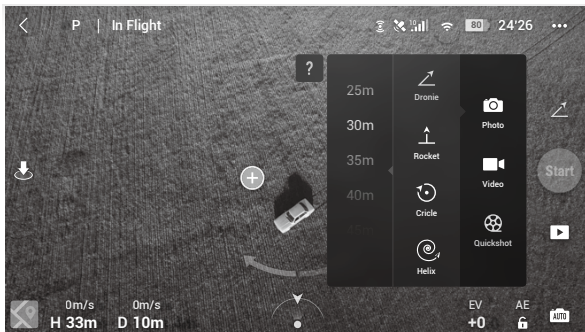 P | In Flight 10 80 24'26
?
25m
30m
35m
40m
Dronie
Rocket
Cricle
Helix
Photo
Video
Quickshot
Start
0m/s 0m/s EV AE
H 33m D 10m +0 AUTO